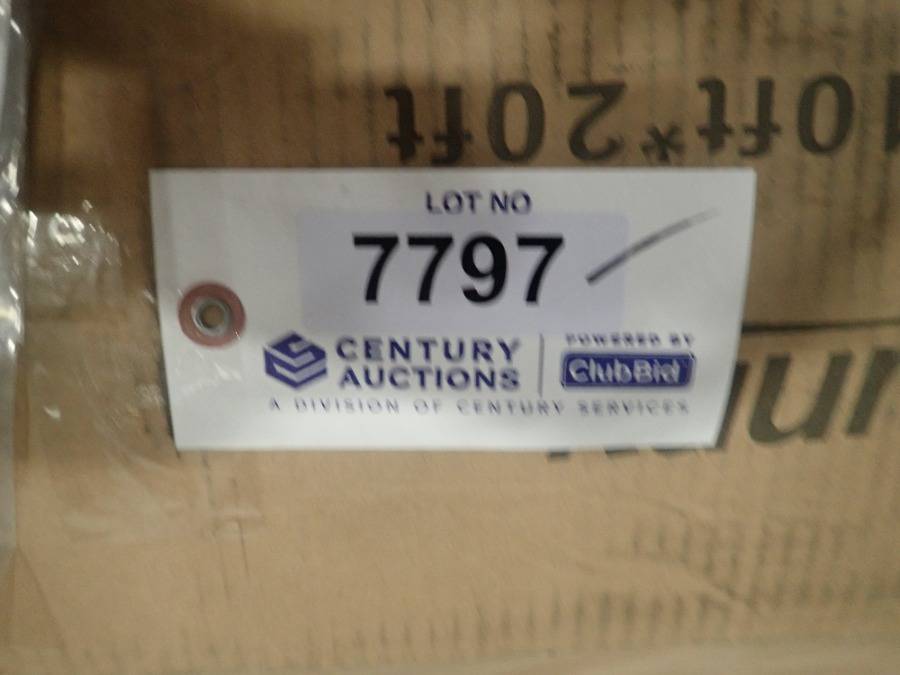 10ft*20ft
LOT NO
7797
CENTURY
AUCTIONS
POWERED BY
ClubBid
A DIVISION OF CENTURY SERVICES